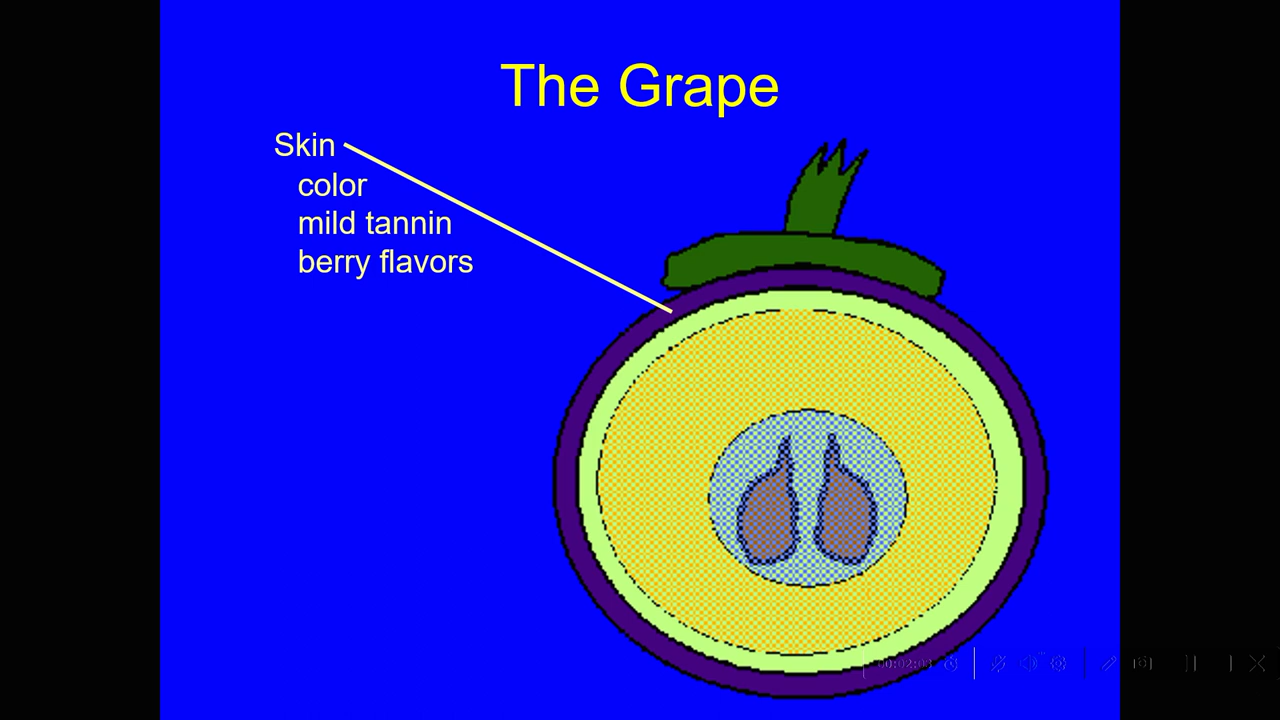 The Grape
Skin
color
mild tannin
berry flavors